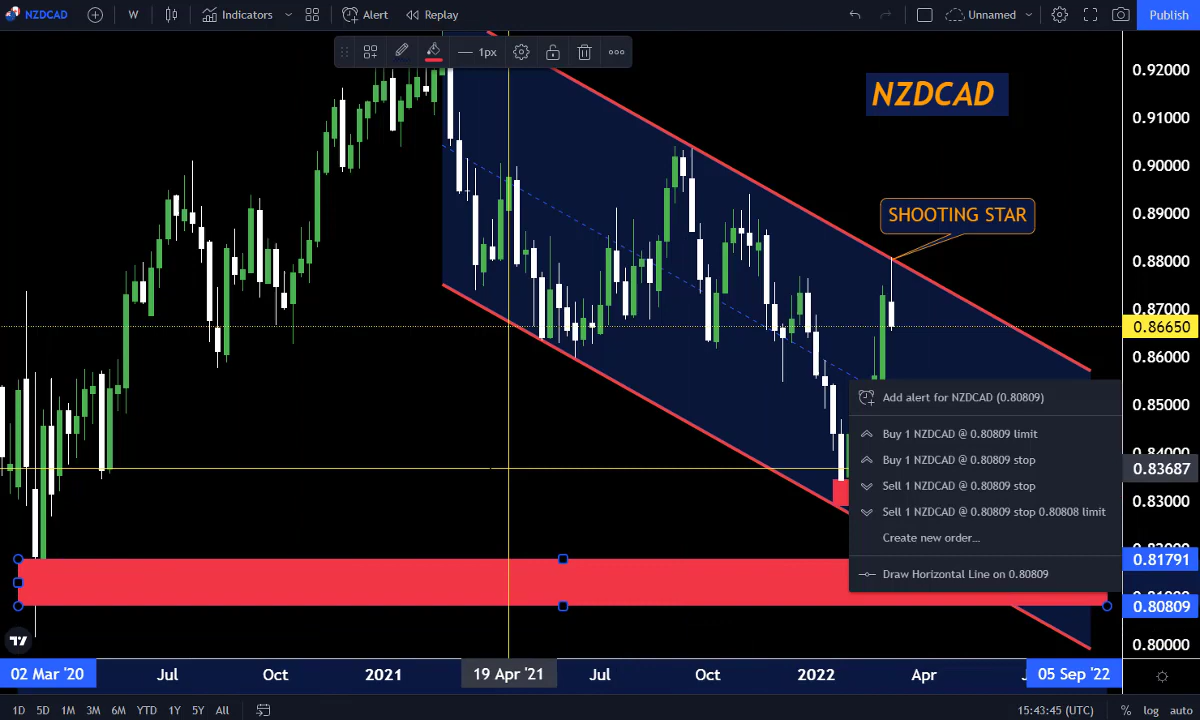 NZDCAD W Indicators Alert Replay Unnamed Publish
1px
NZDCAD
SHOOTING STAR
0.92000
0.91000
0.90000
0.89000
0.88000
0.87000
0.86650
0.86000
0.85000
0.83687
0.83000
0.81791
0.80809
0.80000
Add alert for NZDCAD (0.80809)
Buy 1 NZDCAD @ 0.80809 limit
Buy 1 NZDCAD @ 0.80809 stop
Sell 1 NZDCAD @ 0.80809 stop
Sell 1 NZDCAD @ 0.80809 stop 0.80808 limit
Create new order...
Draw Horizontal Line on 0.80809
02 Mar '20 Jul Oct 2021 19 Apr '21 Jul Oct 2022 Apr 05 Sep '22
1D 5D 1M 3M 6M YTD 1Y 5Y All 15:43:45 (UTC) % log auto